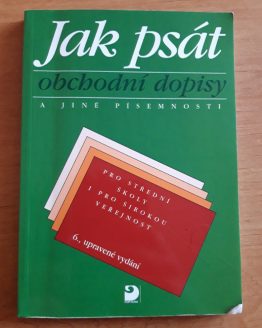 Jak psát
obchodní dopisy
A JINÉ PÍSEMNOSTI
PRO STŘEDNÍ
ŠKOLY
I PRO ŠIROKOU
VEŘEJNOST
6., upravené vydání